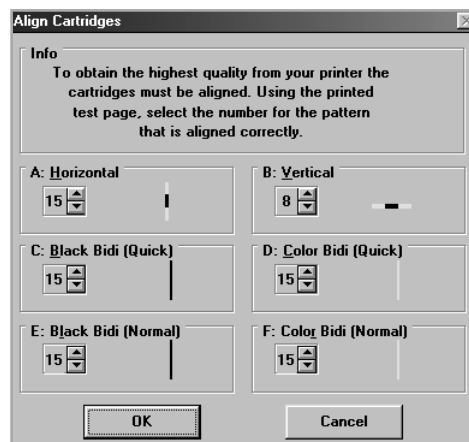 Align Cartridges
Info
To obtain the highest quality from your printer the
cartridges must be aligned. Using the printed
test page, select the number for the pattern
that is aligned correctly.
A: Horizontal
15
B: Vertical
8
C: Black Bidi (Quick)
15
D: Color Bidi (Quick)
15
E: Black Bidi (Normal)
15
F: Color Bidi (Normal)
15
OK
Cancel